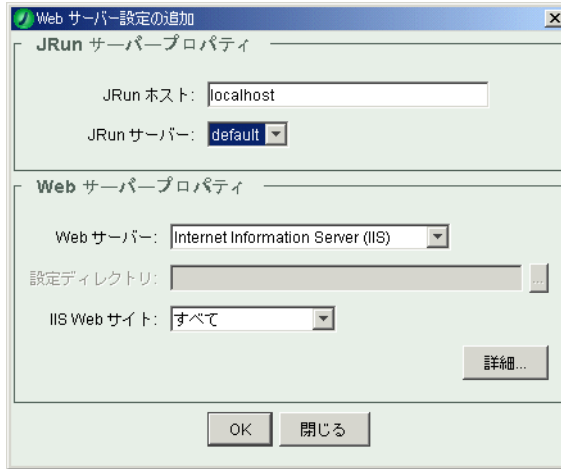 Web サーバー設定の追加
JRun サーバープロパティ
JRun ホスト: localhost
JRun サーバー: default
Web サーバープロパティ
Web サーバー: Internet Information Server (IIS)
設定ディレクトリ: ...
IIS Web サイト: すべて
詳細...
OK 閉じる